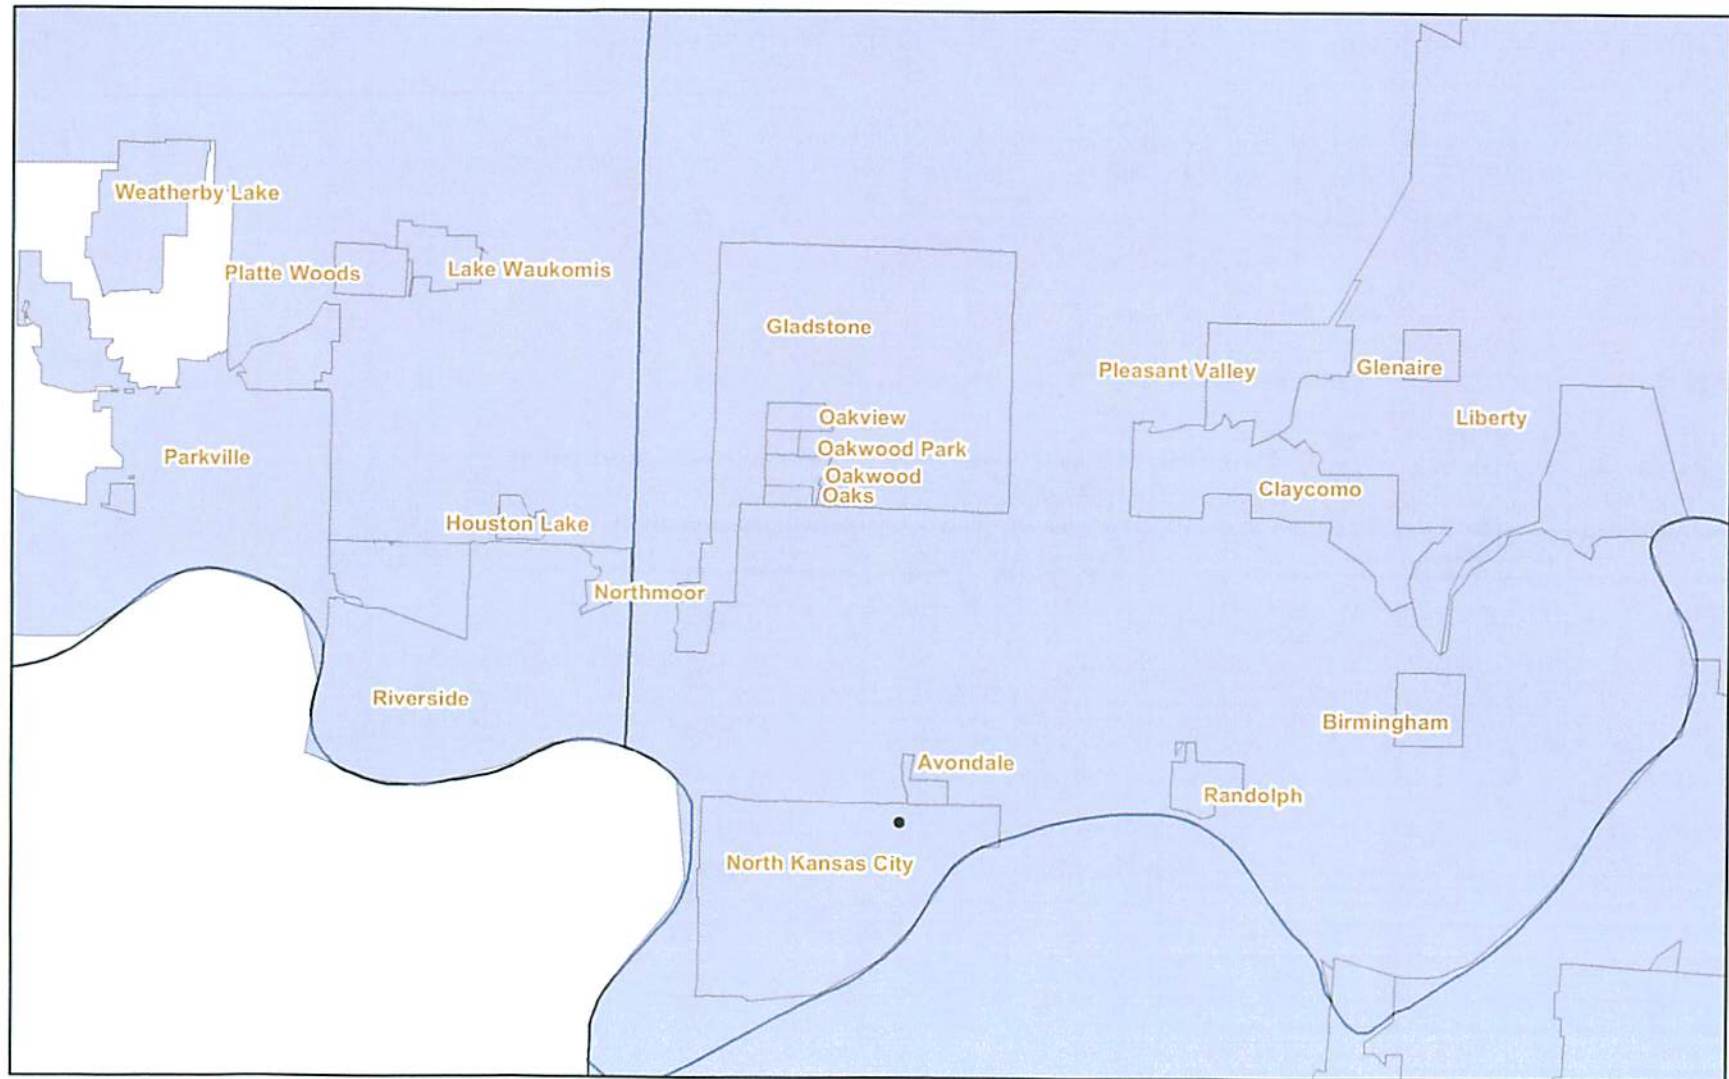 Weatherby Lake
Platte Woods
Lake Waukomis
Gladstone
Pleasant Valley
Glenaire
Oakview
Liberty
Oakwood Park
Parkville
Oakwood
Claycomo
Oaks
Houston Lake
Northmoor
Riverside
Birmingham
Avondale
Randolph
North Kansas City